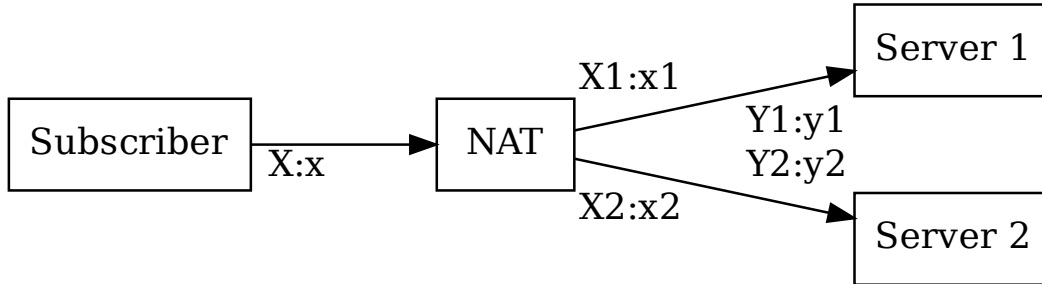 Server 1
X1:x1
Y1:y1
Subscriber
X:x
NAT
Y2:y2
X2:x2
Server 2